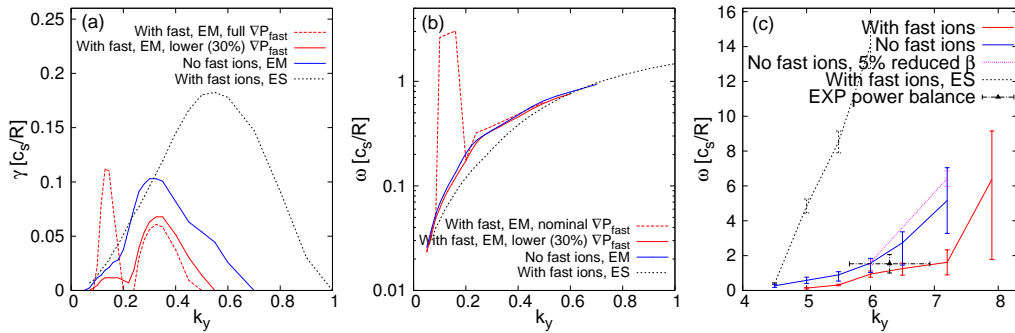 (a)
With fast, EM, full ∇P_fast
With fast, EM, lower (30%) ∇P_fast
No fast ions, EM
With fast ions, ES
γ [c_s/R]
0.25
0.2
0.15
0.1
0.05
0
0 0.2 0.4 0.6 0.8 1
k_y
(b)
ω [c_s/R]
1
0.1
0.01
With fast, EM, nominal ∇P_fast
With fast, EM, lower (30%) ∇P_fast
No fast ions, EM
With fast ions, ES
0 0.2 0.4 0.6 0.8 1
k_y
(c)
With fast ions
No fast ions
No fast ions, 5% reduced β
With fast ions, ES
EXP power balance
ω [c_s/R]
16
14
12
10
8
6
4
2
0
5 6 7 8
k_y